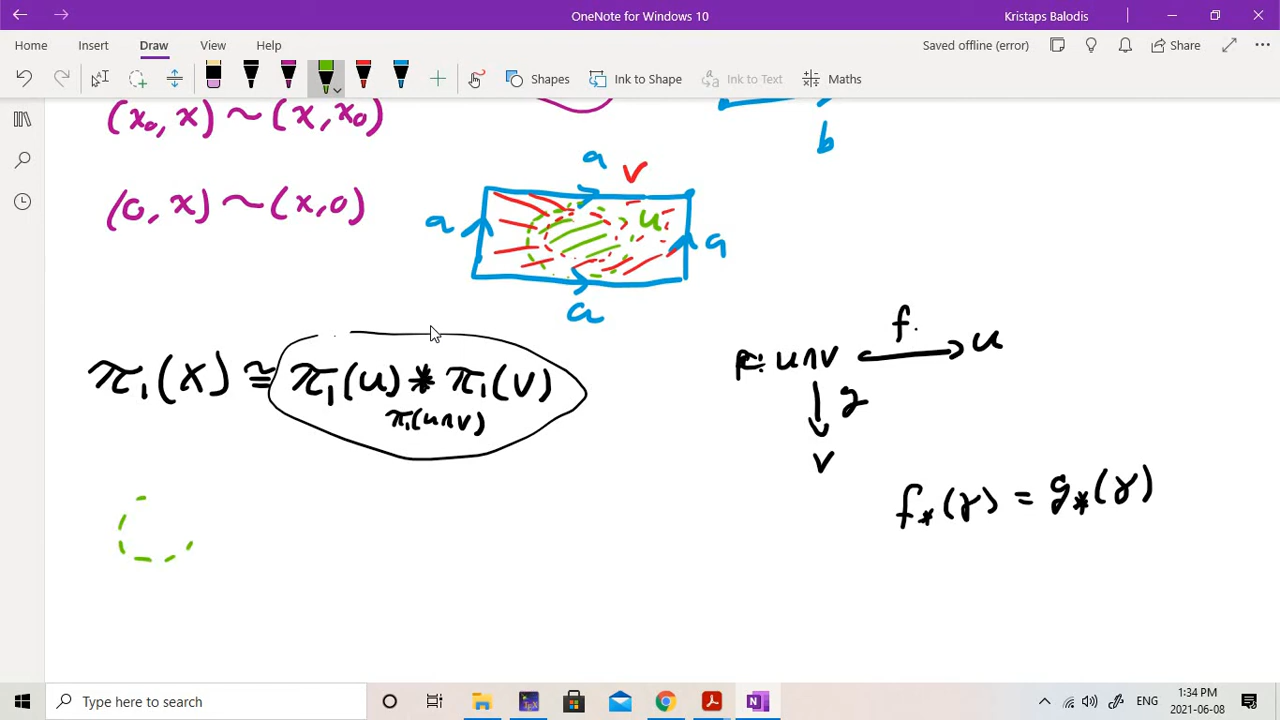 OneNote for Windows 10
Kristaps Balodis
Home Insert Draw View Help
Saved offline (error)
Share
Shapes
Ink to Shape
Ink to Text
Maths
(x₀, x) ~ (x, x₀)
b
a
v
(0, x) ~ (x, 0)
a
u
a
a
f
π₁(X) ≅ π₁(u) * π₁(v)
π₁(u∩v)
u∩v
u
g
v
f_*(γ) = g_*(γ)
Type here to search
ENG
1:34 PM
2021-06-08